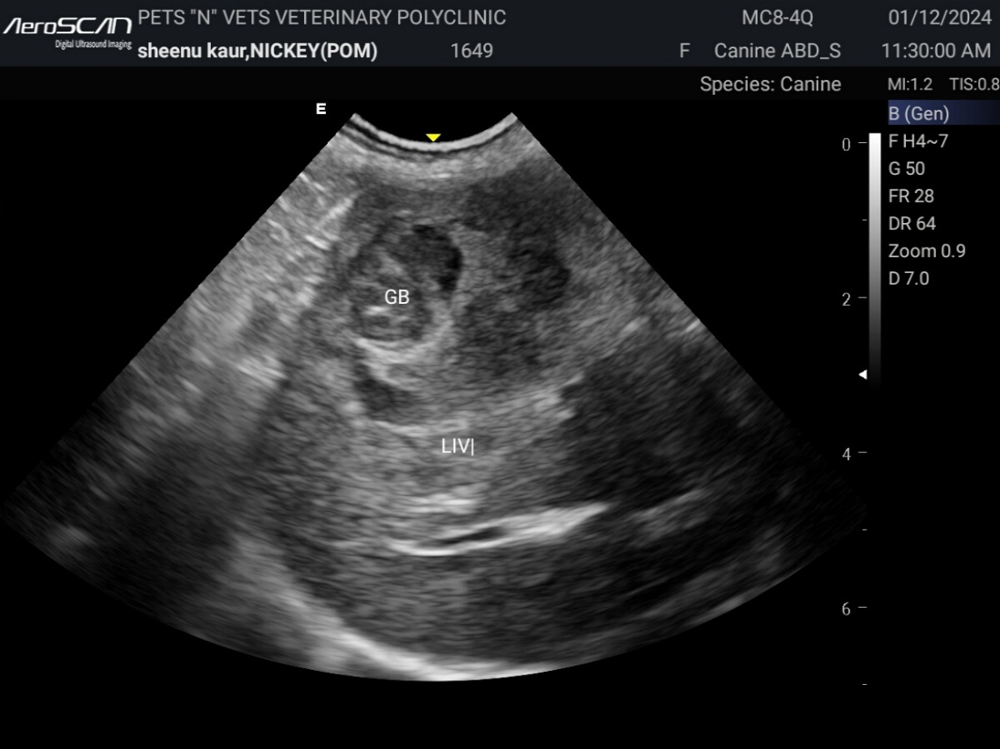 AeroSCAN
Digital Ultrasound Imaging
PETS "N" VETS VETERINARY POLYCLINIC MC8-4Q 01/12/2024
sheenu kaur,NICKEY(POM) 1649 F Canine ABD_S 11:30:00 AM
Species: Canine MI:1.2 TIS:0.8
E
B (Gen)
0 F H4~7
G 50
FR 28
DR 64
Zoom 0.9
D 7.0
GB
2
LIV|
4
6